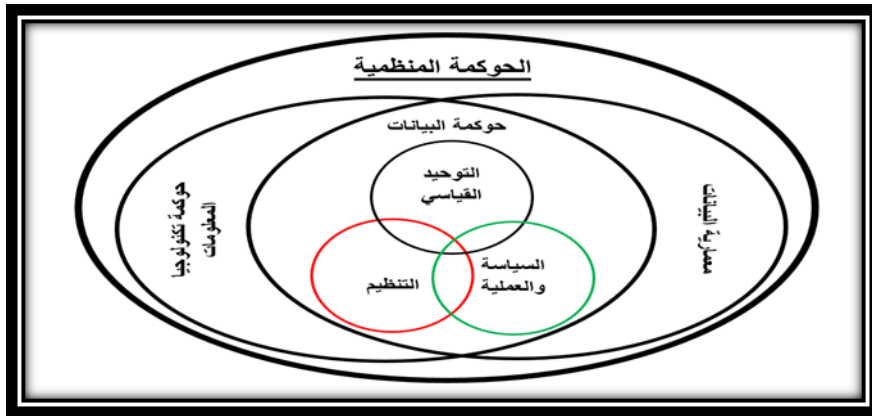 الحوكمة المنظمية
حوكمة البيانات
التوحيد
القياسي
معمارية البيانات
حوكمة تكنولوجيا
المعلومات
السياسة
والعملية
التنظيم